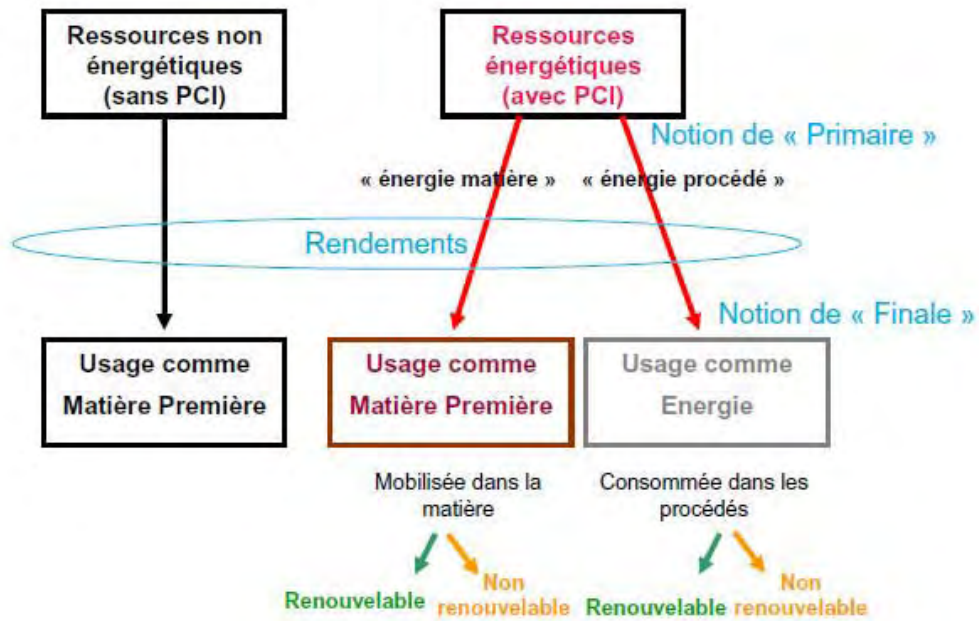 Ressources non
énergétiques
(sans PCI)
Ressources
énergétiques
(avec PCI)
Notion de « Primaire »
« énergie matière »
« énergie procédé »
Rendements
Notion de « Finale »
Usage comme
Matière Première
Usage comme
Matière Première
Usage comme
Energie
Mobilisée dans la
matière
Consommée dans les
procédés
Renouvelable
Non
renouvelable
Renouvelable
Non
renouvelable